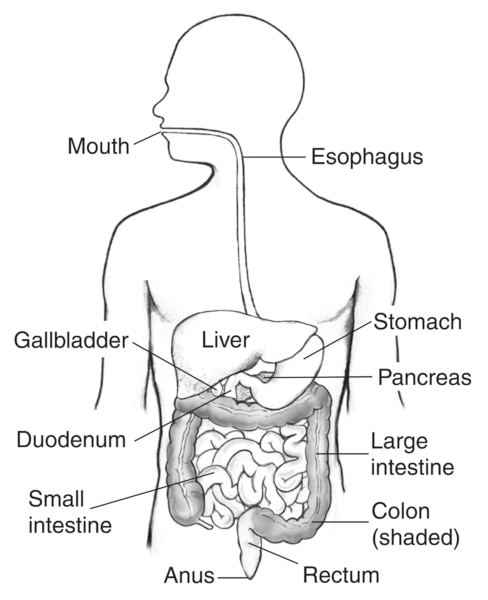 Mouth
Esophagus
Gallbladder
Liver
Stomach
Pancreas
Duodenum
Large
intestine
Small
intestine
Colon
(shaded)
Anus
Rectum